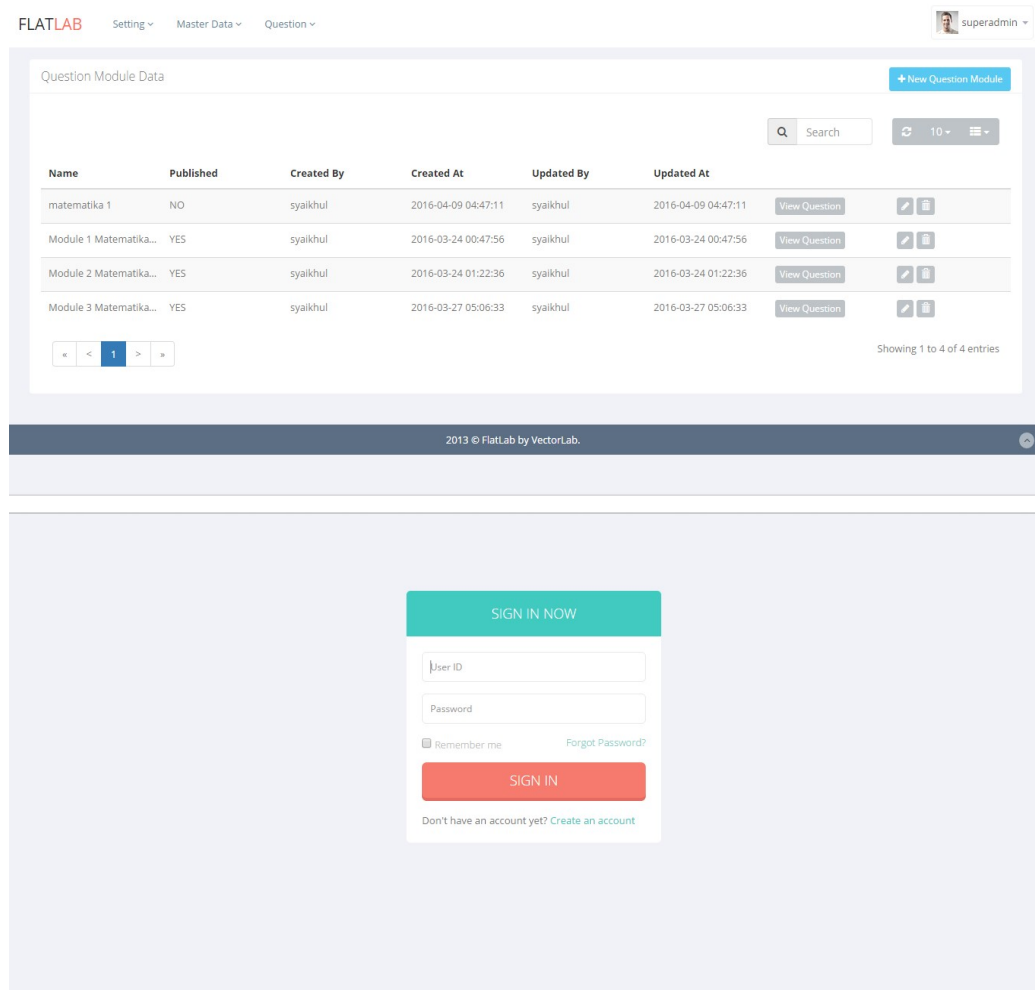 FLATLAB Setting Master Data Question superadmin
Question Module Data + New Question Module
Search 10
Name Published Created By Created At Updated By Updated At
matematika 1 NO syaikhul 2016-04-09 04:47:11 syaikhul 2016-04-09 04:47:11 View Question
Module 1 Matematika... YES syaikhul 2016-03-24 00:47:56 syaikhul 2016-03-24 00:47:56 View Question
Module 2 Matematika... YES syaikhul 2016-03-24 01:22:36 syaikhul 2016-03-24 01:22:36 View Question
Module 3 Matematika... YES syaikhul 2016-03-27 05:06:33 syaikhul 2016-03-27 05:06:33 View Question
« < 1 > » Showing 1 to 4 of 4 entries
2013 © FlatLab by VectorLab.
SIGN IN NOW
User ID
Password
Remember me Forgot Password?
SIGN IN
Don't have an account yet? Create an account